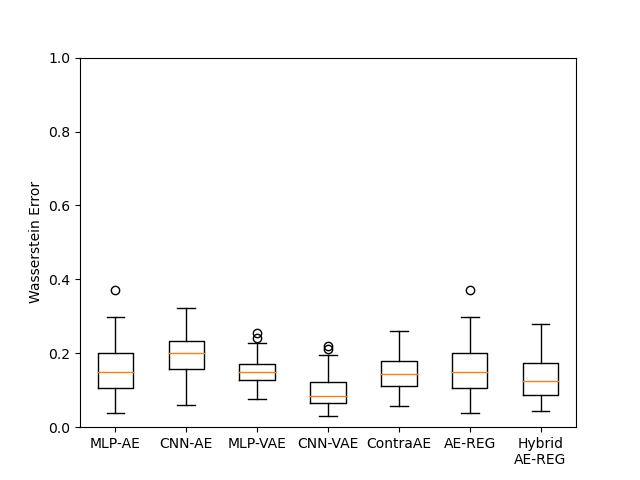 1.0
0.8
0.6
0.4
0.2
0.0
Wasserstein Error
MLP-AE CNN-AE MLP-VAE CNN-VAE ContraAE AE-REG Hybrid
AE-REG